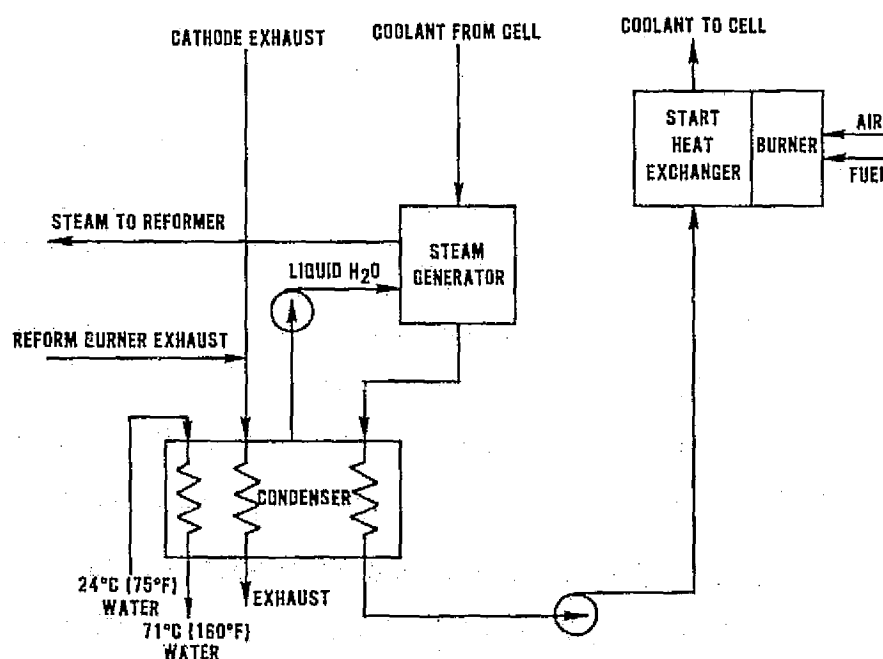 CATHODE EXHAUST
COOLANT FROM CELL
COOLANT TO CELL
START
HEAT
EXCHANGER
BURNER
AIR
FUEL
STEAM TO REFORMER
STEAM
GENERATOR
LIQUID H₂O
REFORM BURNER EXHAUST
CONDENSER
24°C (75°F)
WATER
EXHAUST
71°C (160°F)
WATER